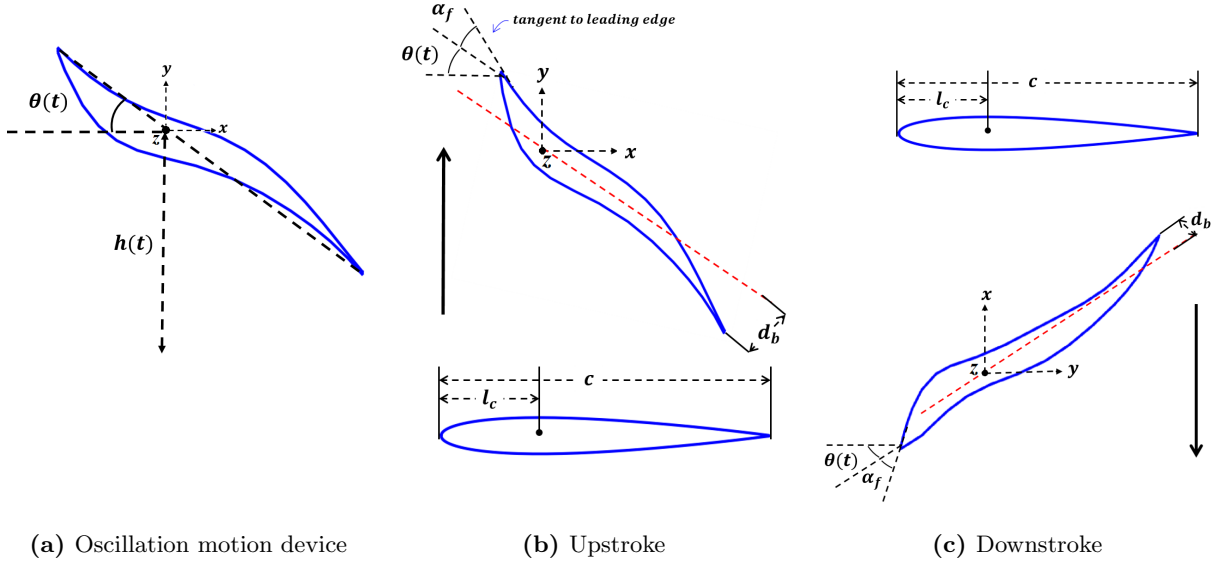 y
θ(t)
x
z
h(t)
(a) Oscillation motion device
α_f
tangent to leading edge
θ(t)
y
x
z
d_b
c
l_c
(b) Upstroke
c
l_c
d_b
x
z
y
θ(t)
α_f
(c) Downstroke